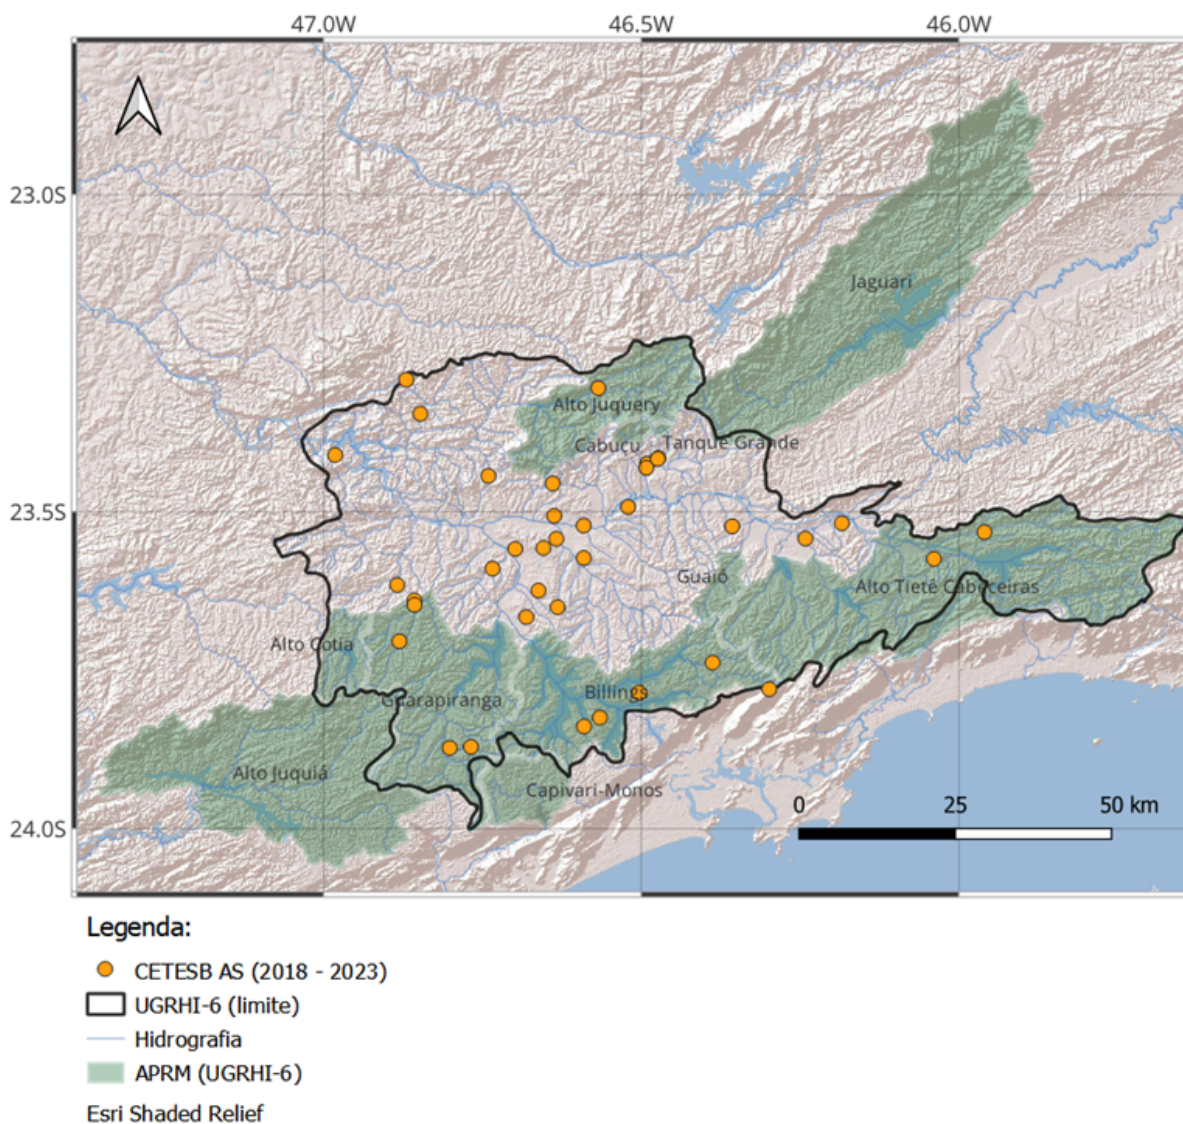 47.0W 46.5W 46.0W
23.0S
Jaguari
Alto Juquery
Cabuçu Tanque Grande
23.5S
Guaió
Alto Tietê Cabeceiras
Alto Cotia
Billings
Guarapiranga
Alto Juquiá
Capivari-Monos
0 25 50 km
24.0S
Legenda:
CETESB AS (2018 - 2023)
UGRHI-6 (limite)
Hidrografia
APRM (UGRHI-6)
Esri Shaded Relief